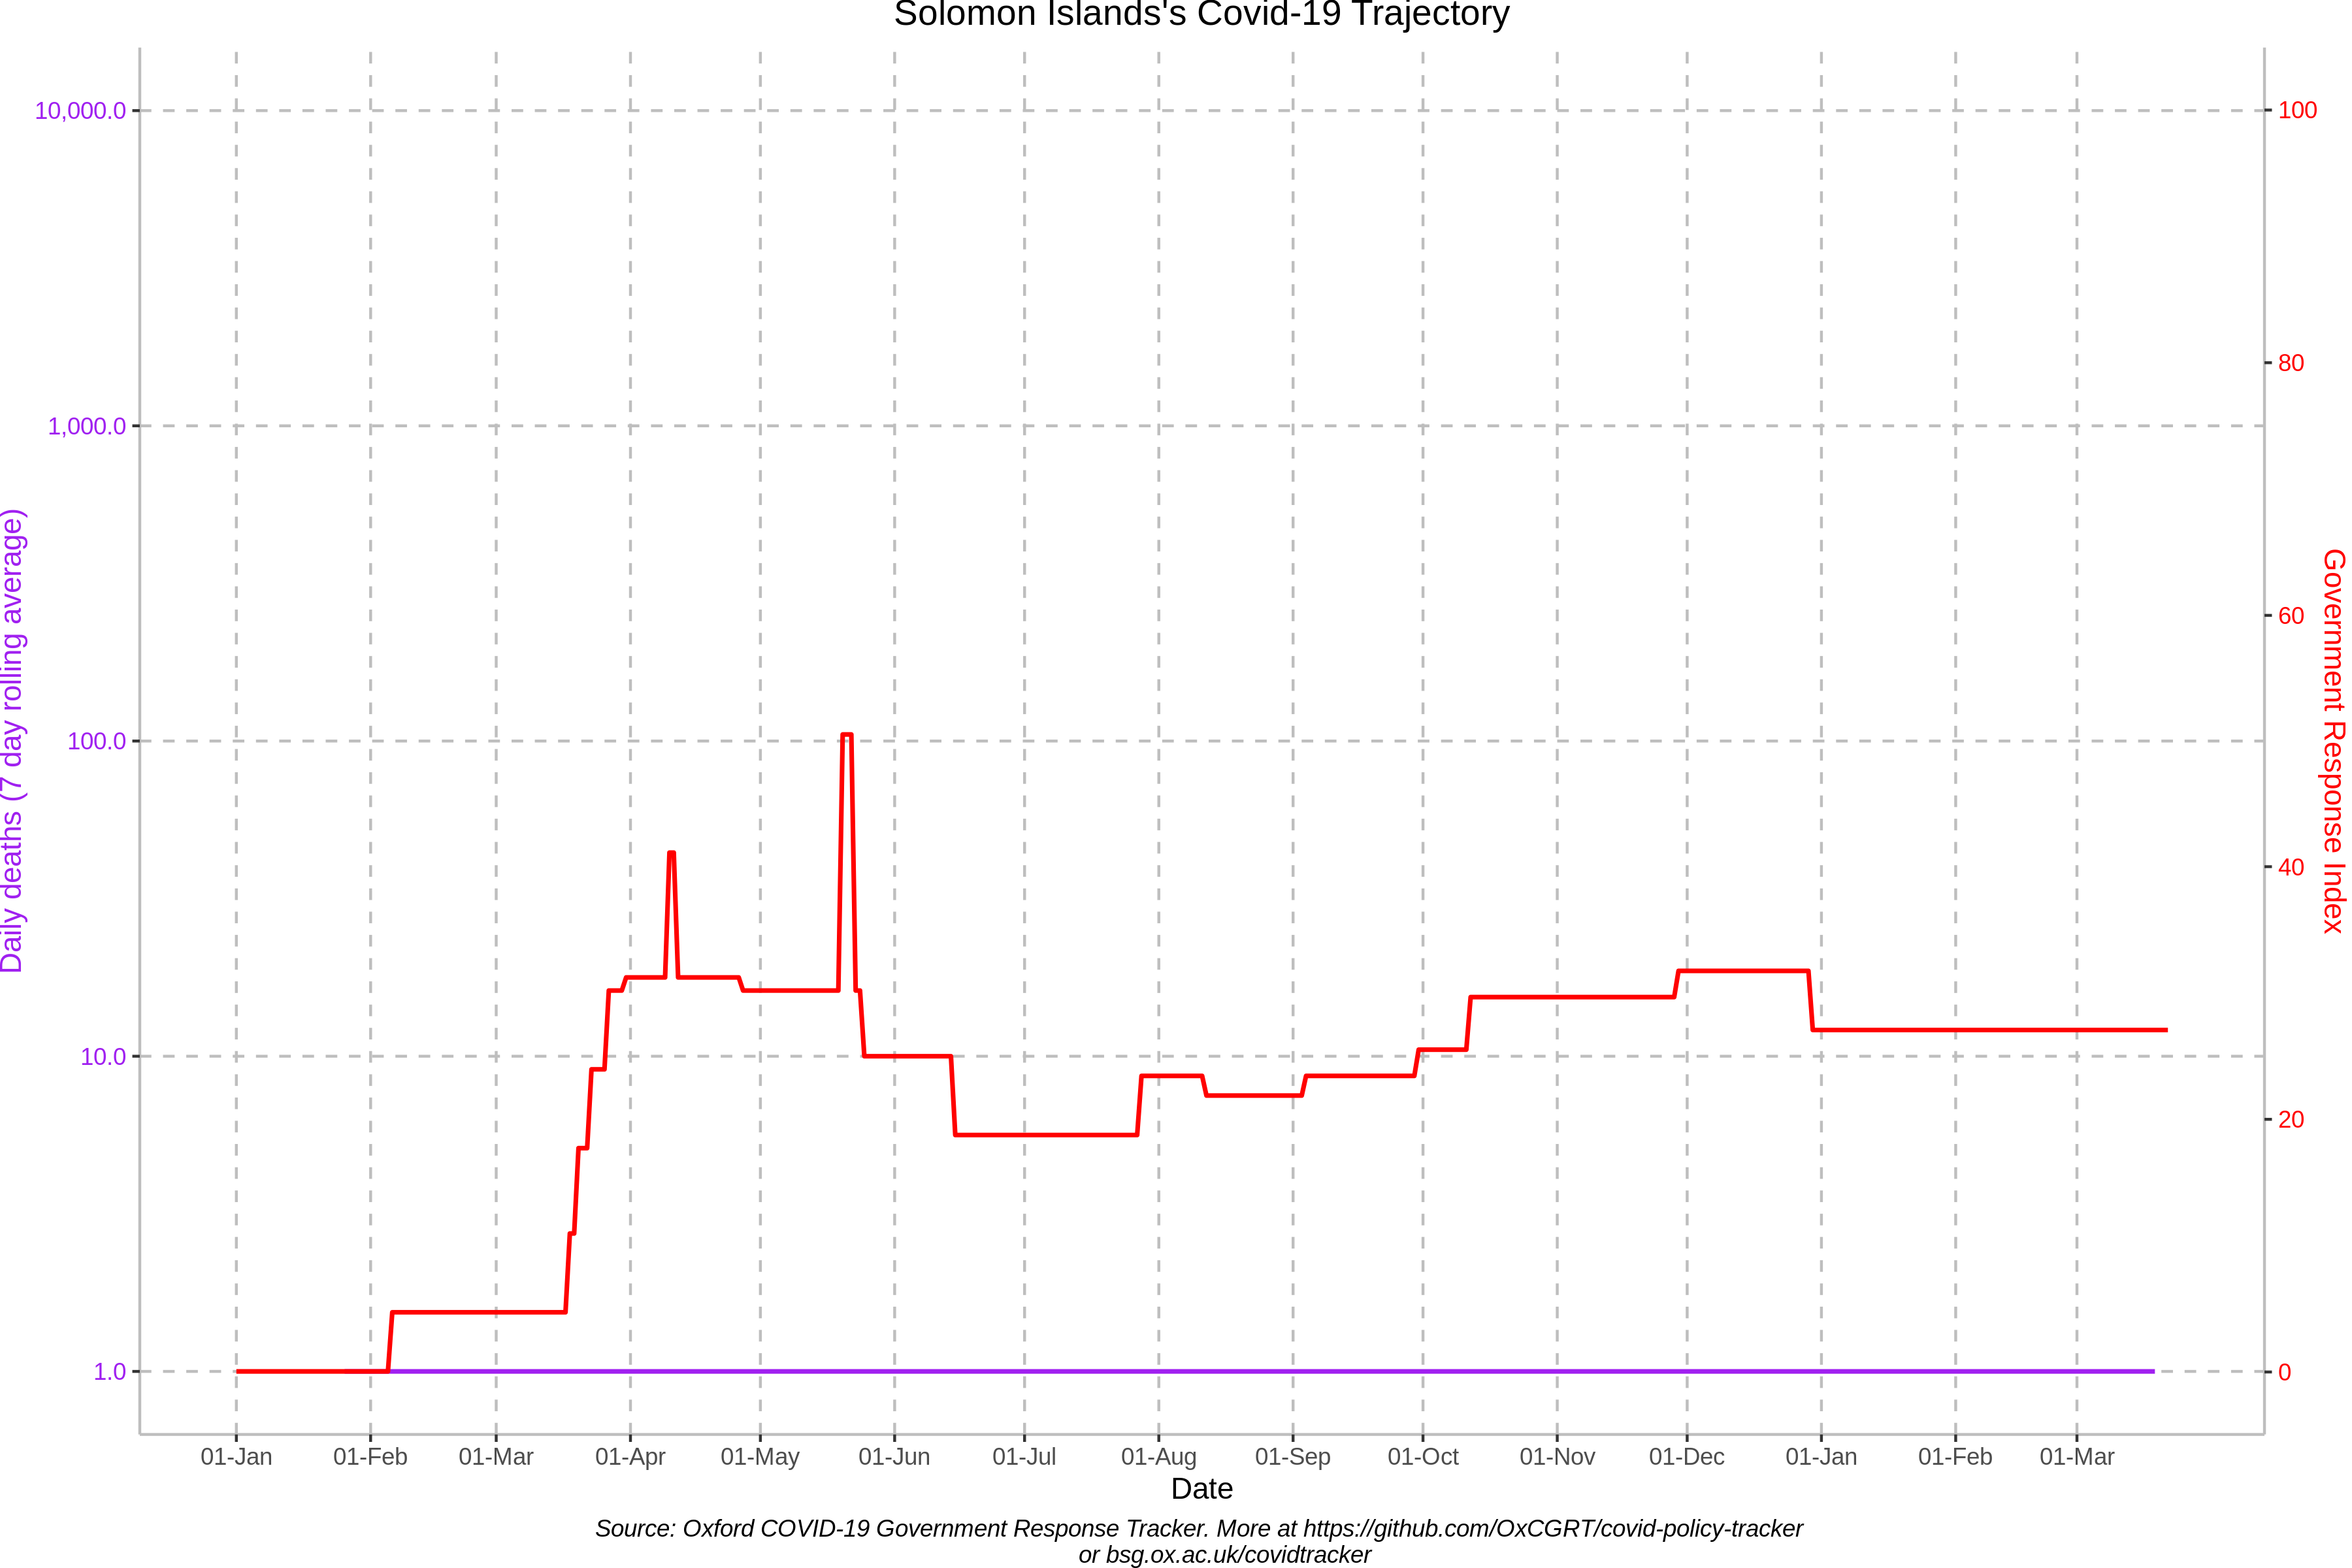 Solomon Islands's Covid-19 Trajectory
10,000.0
1,000.0
100.0
10.0
1.0
Daily deaths (7 day rolling average)
100
80
60
40
20
0
Government Response Index
01-Jan 01-Feb 01-Mar 01-Apr 01-May 01-Jun 01-Jul 01-Aug 01-Sep 01-Oct 01-Nov 01-Dec 01-Jan 01-Feb 01-Mar
Date
Source: Oxford COVID-19 Government Response Tracker. More at https://github.com/OxCGRT/covid-policy-tracker
or bsg.ox.ac.uk/covidtracker